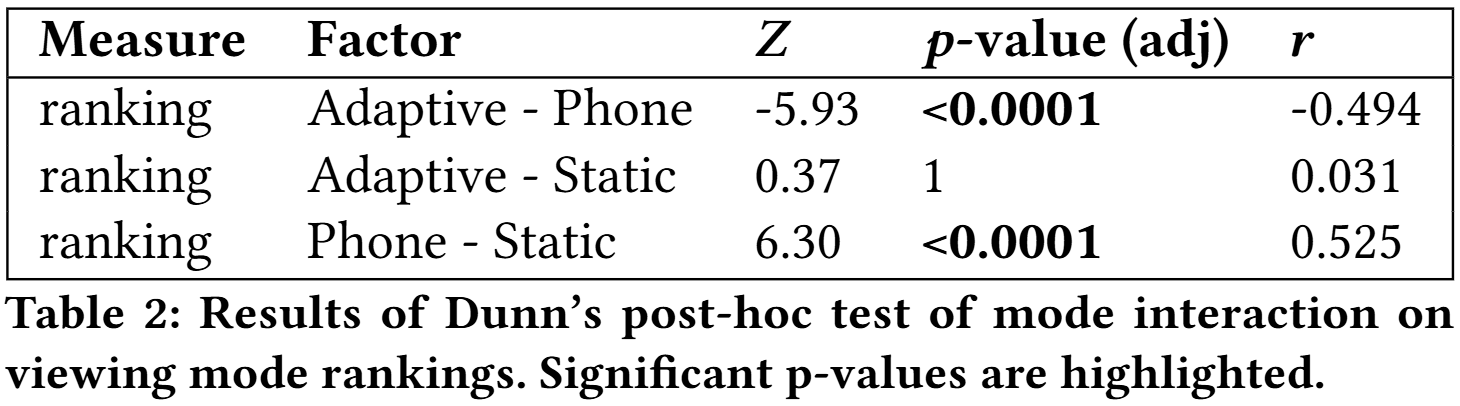 Measure Factor Z p-value (adj) r
ranking Adaptive - Phone -5.93 <0.0001 -0.494
ranking Adaptive - Static 0.37 1 0.031
ranking Phone - Static 6.30 <0.0001 0.525
Table 2: Results of Dunn’s post-hoc test of mode interaction on
viewing mode rankings. Significant p-values are highlighted.